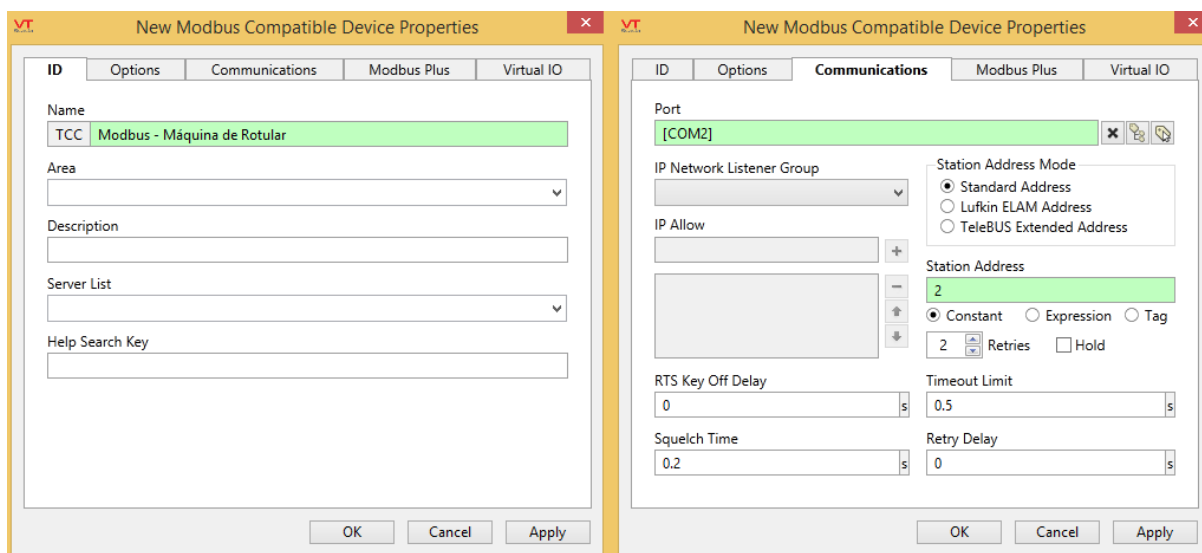 VT New Modbus Compatible Device Properties
ID Options Communications Modbus Plus Virtual IO
Name
TCC Modbus - Máquina de Rotular
Area
Description
Server List
Help Search Key
OK Cancel Apply
VT New Modbus Compatible Device Properties
ID Options Communications Modbus Plus Virtual IO
Port
[COM2]
IP Network Listener Group
IP Allow
Station Address Mode
Standard Address
Lufkin ELAM Address
TeleBUS Extended Address
Station Address
2
Constant Expression Tag
2 Retries Hold
RTS Key Off Delay Timeout Limit
0 s 0.5 s
Squelch Time Retry Delay
0.2 s 0 s
OK Cancel Apply